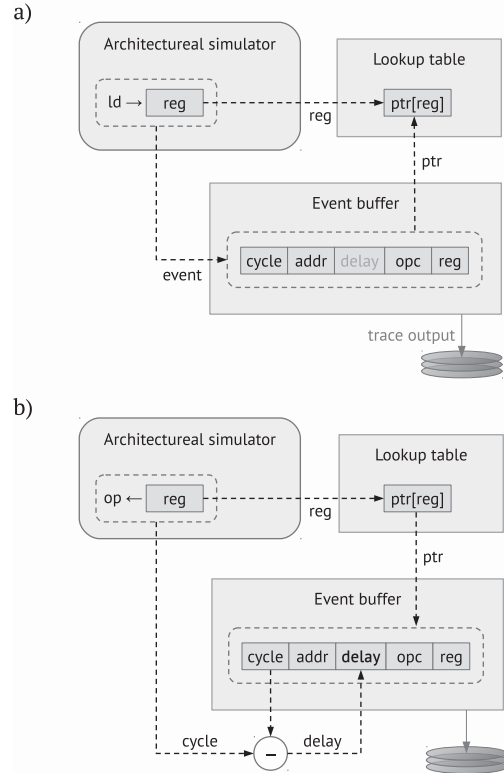 a)
Architectureal simulator
Lookup table
ld → reg
ptr[reg]
reg
ptr
Event buffer
cycle addr delay opc reg
event
trace output
b)
Architectureal simulator
Lookup table
op ← reg
ptr[reg]
reg
ptr
Event buffer
cycle addr delay opc reg
cycle
–
delay